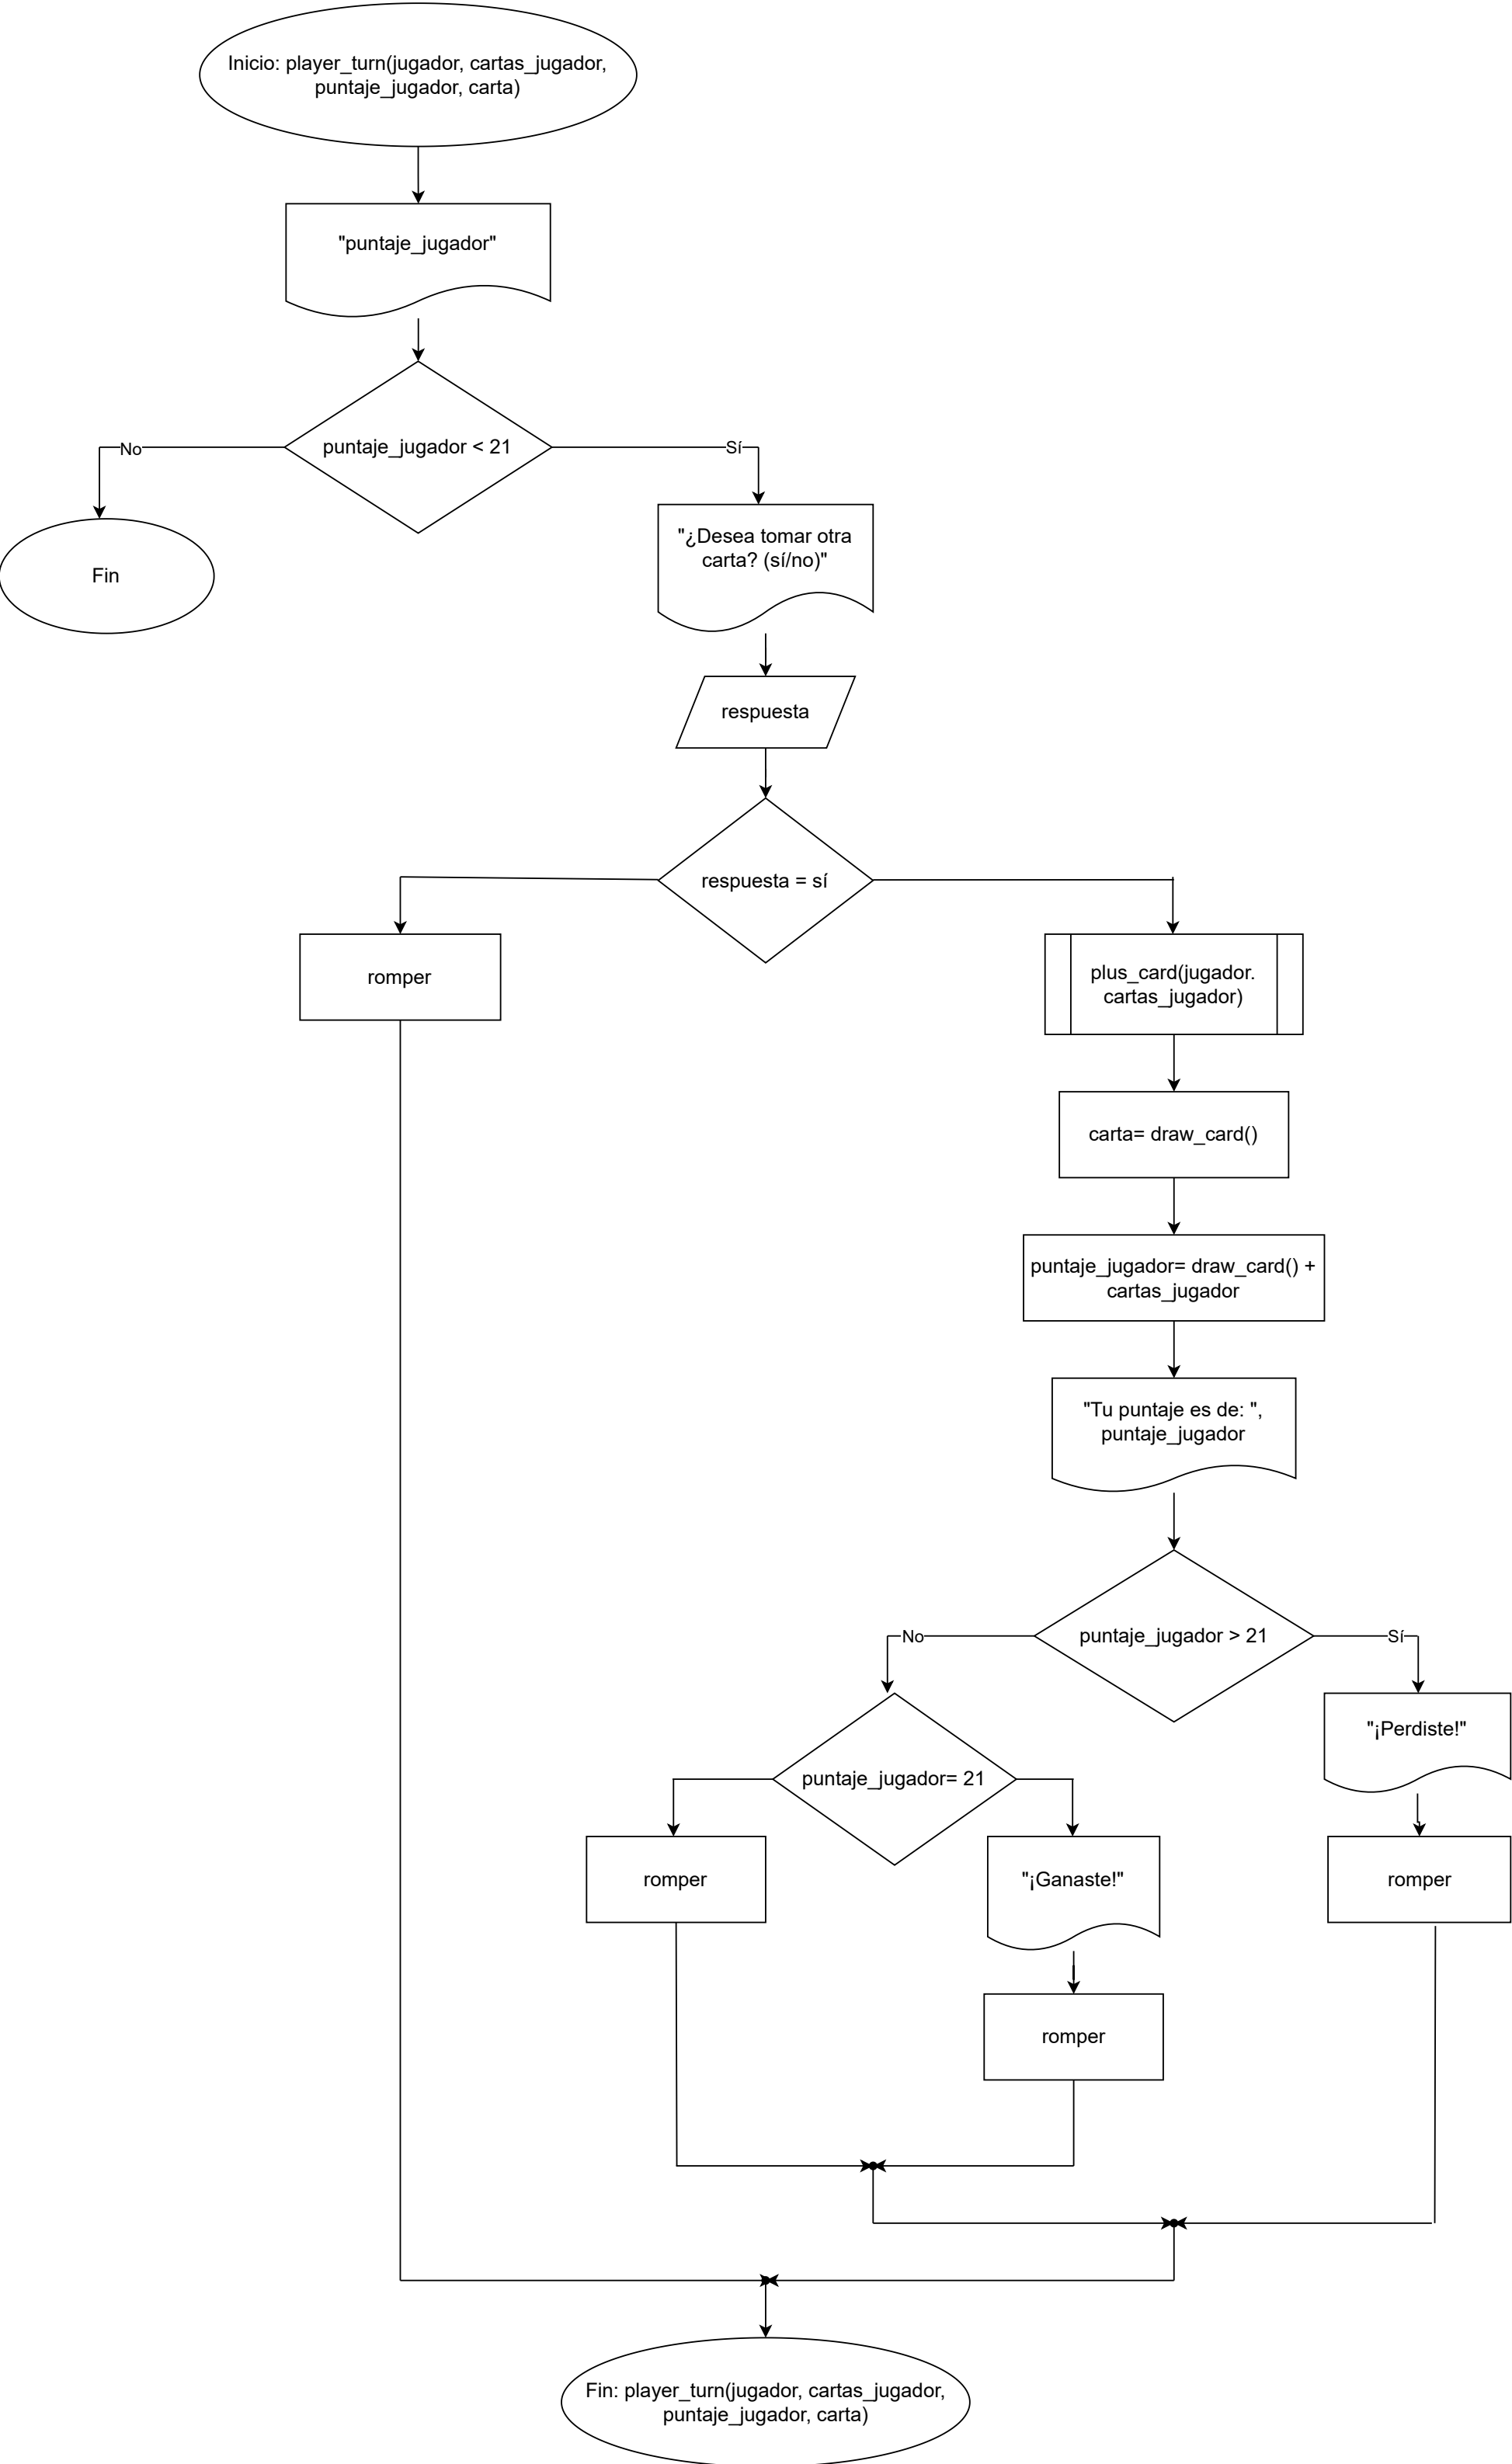 Inicio: player_turn(jugador, cartas_jugador,
puntaje_jugador, carta)
"puntaje_jugador"
puntaje_jugador < 21
No
Sí
Fin
"¿Desea tomar otra
carta? (sí/no)"
respuesta
respuesta = sí
romper
plus_card(jugador.
cartas_jugador)
carta= draw_card()
puntaje_jugador= draw_card() +
cartas_jugador
"Tu puntaje es de: ",
puntaje_jugador
puntaje_jugador > 21
No
Sí
"¡Perdiste!"
puntaje_jugador= 21
romper
"¡Ganaste!"
romper
romper
Fin: player_turn(jugador, cartas_jugador,
puntaje_jugador, carta)